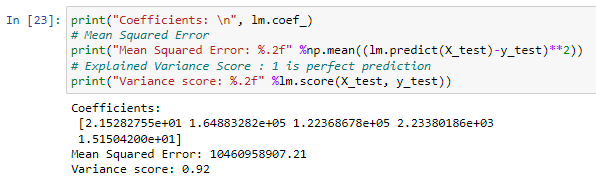 In [23]: print("Coefficients: \n", lm.coef_)
# Mean Squared Error
print("Mean Squared Error: %.2f" %np.mean((lm.predict(X_test)-y_test)**2))
# Explained Variance Score : 1 is perfect prediction
print("Variance score: %.2f" %lm.score(X_test, y_test))
Coefficients:
[2.15282755e+01 1.64883282e+05 1.22368678e+05 2.23380186e+03
1.51504200e+01]
Mean Squared Error: 10460958907.21
Variance score: 0.92